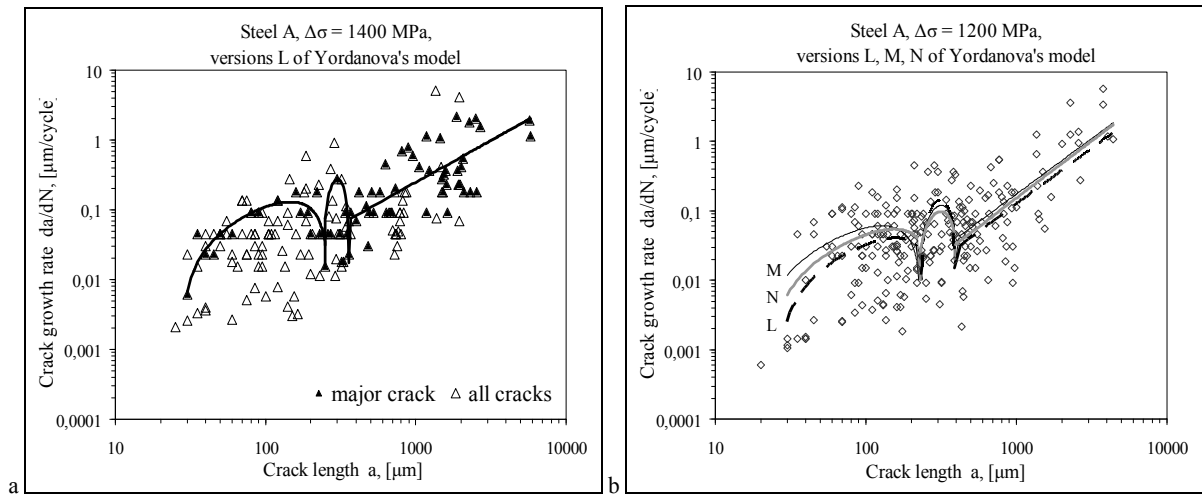 Steel A, Δσ = 1400 MPa,
versions L of Yordanova's model
Crack growth rate da/dN, [μm/cycle]
10
1
0,1
0,01
0,001
0,0001
▲ major crack △ all cracks
10 100 1000 10000
Crack length a, [μm]
a
Steel A, Δσ = 1200 MPa,
versions L, M, N of Yordanova's model
Crack growth rate da/dN, [μm/cycle]
10
1
0,1
0,01
0,001
0,0001
M
N
L
10 100 1000 10000
Crack length a, [μm]
b